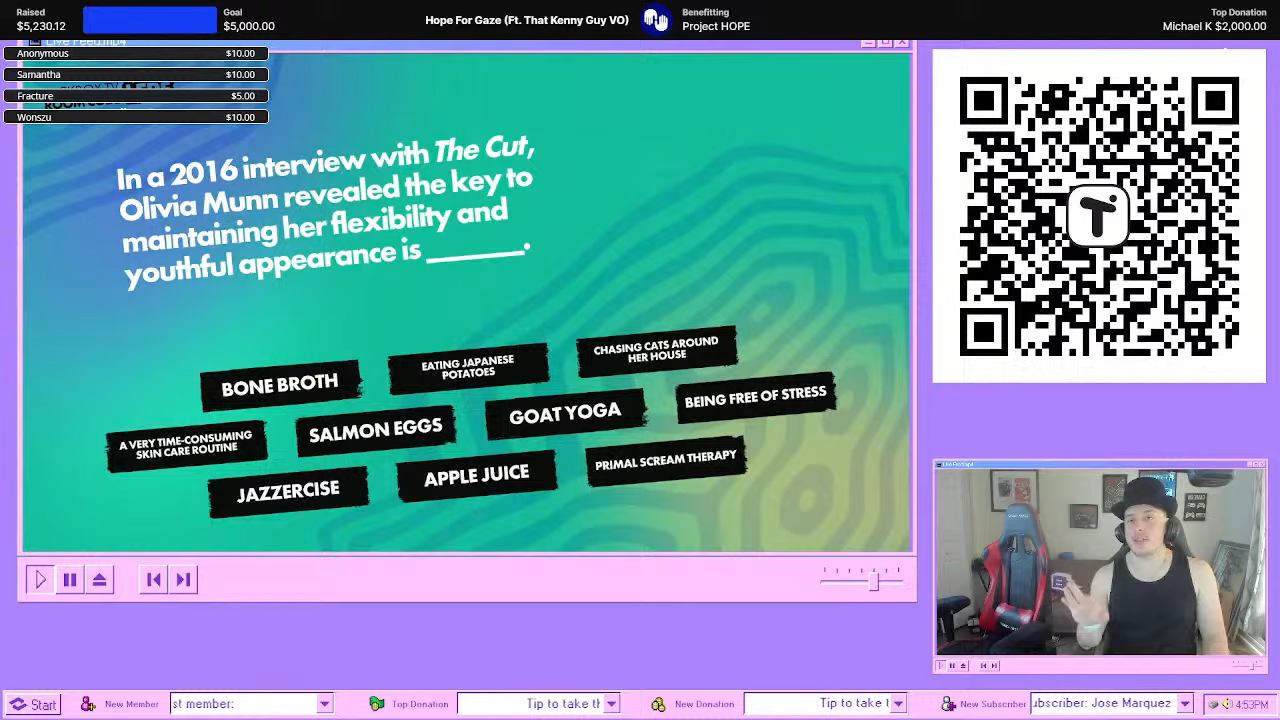 Raised
$5,230.12
Goal
$5,000.00
Hope For Gaze (Ft. That Kenny Guy VO)
Benefitting
Project HOPE
Top Donation
Michael K $2,000.00
Anonymous $10.00
Samantha $10.00
Fracture $5.00
Wonszu $10.00
In a 2016 interview with The Cut,
Olivia Munn revealed the key to
maintaining her flexibility and
youthful appearance is ______.
BONE BROTH
EATING JAPANESE
POTATOES
CHASING CATS AROUND
HER HOUSE
A VERY TIME-CONSUMING
SKIN CARE ROUTINE
SALMON EGGS
GOAT YOGA
BEING FREE OF STRESS
JAZZERCISE
APPLE JUICE
PRIMAL SCREAM THERAPY
Start
New Member
st member:
Top Donation
Tip to take t
New Donation
Tip to take t
New Subscriber
ubscriber: Jose Marquez
4:53PM